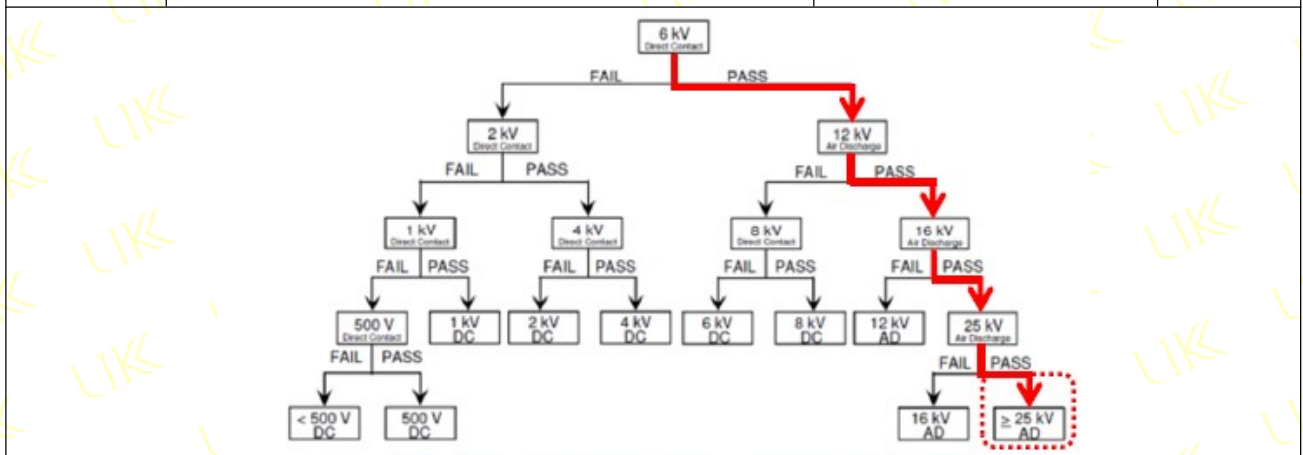 6 kV
Direct Contact
FAIL PASS
2 kV
Direct Contact
12 kV
Air Discharge
FAIL PASS
FAIL PASS
1 kV
Direct Contact
4 kV
Direct Contact
8 kV
Direct Contact
16 kV
Air Discharge
FAIL PASS
FAIL PASS
FAIL PASS
FAIL PASS
500 V
Direct Contact
1 kV
DC
2 kV
DC
4 kV
DC
6 kV
DC
8 kV
DC
12 kV
AD
25 kV
Air Discharge
FAIL PASS
FAIL PASS
< 500 V
DC
500 V
DC
16 kV
AD
≥ 25 kV
AD